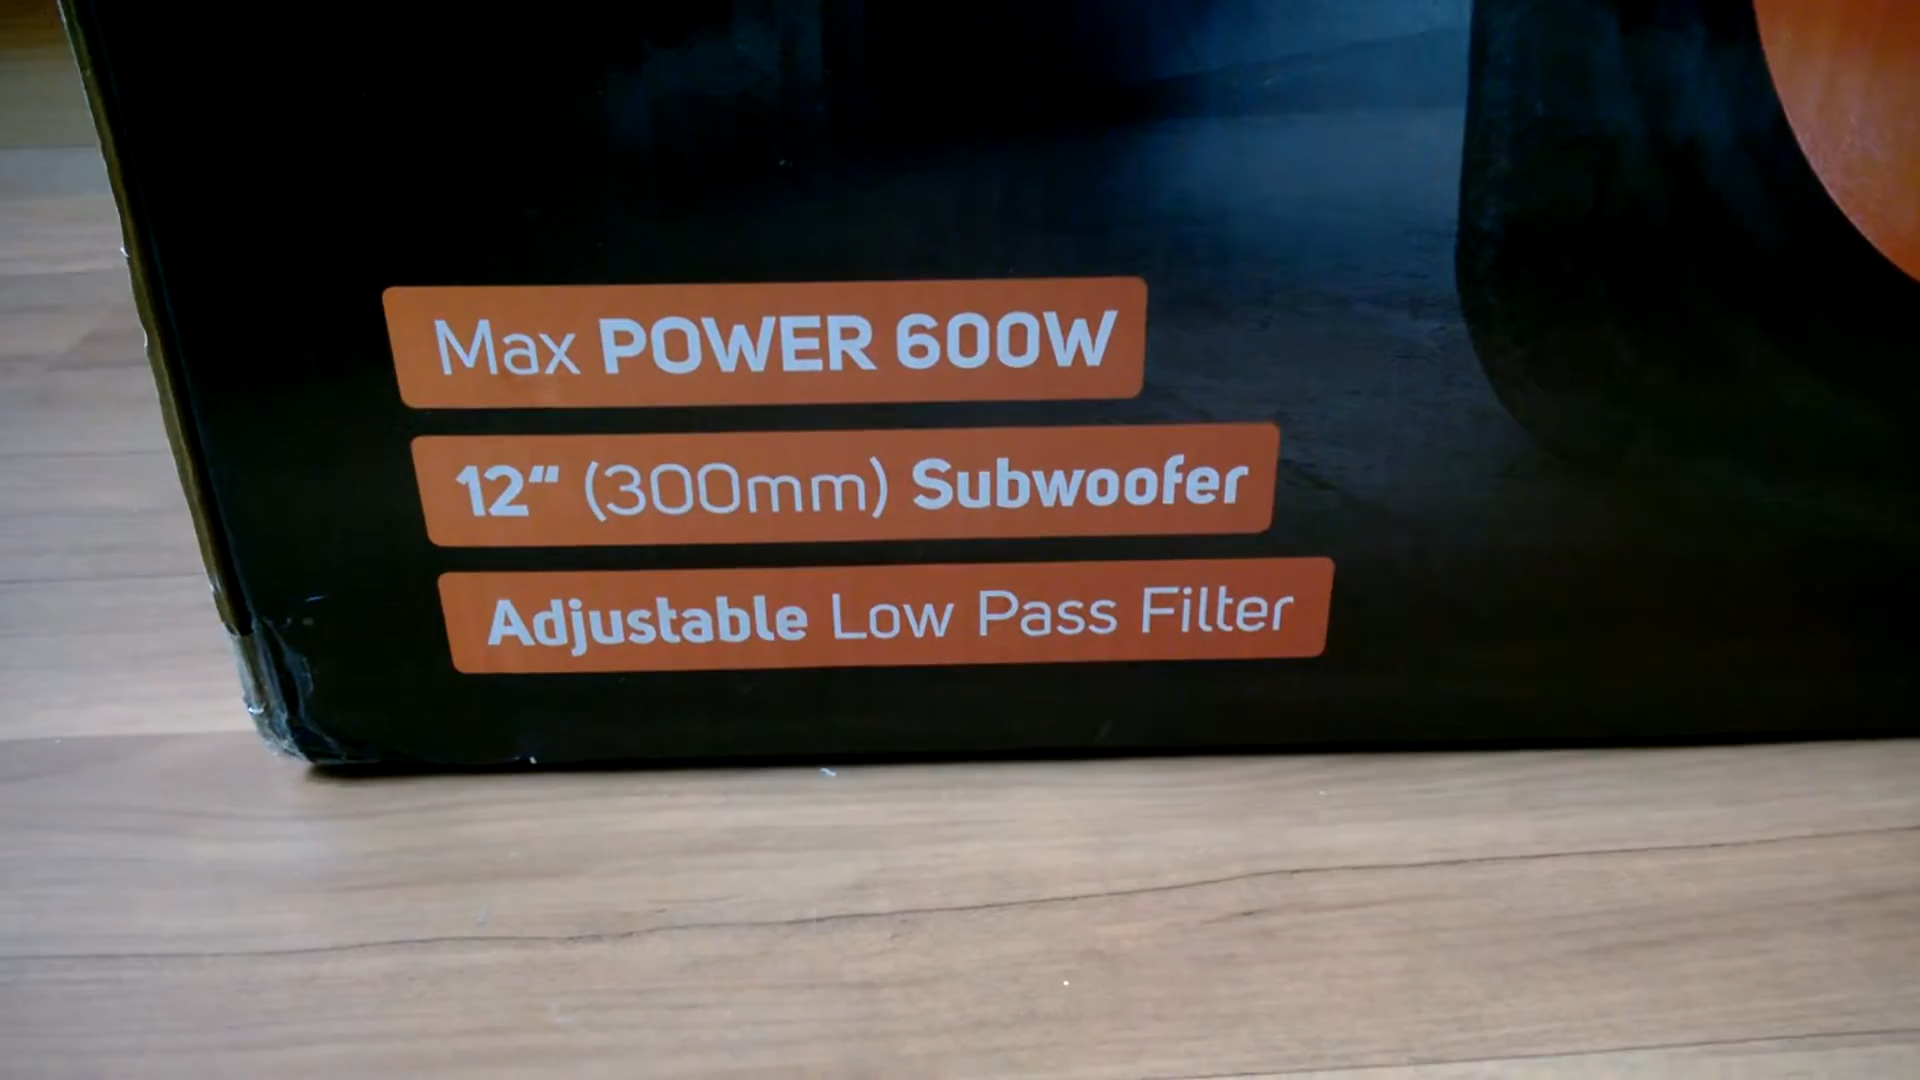 Max POWER 600W
12“ (300mm) Subwoofer
Adjustable Low Pass Filter